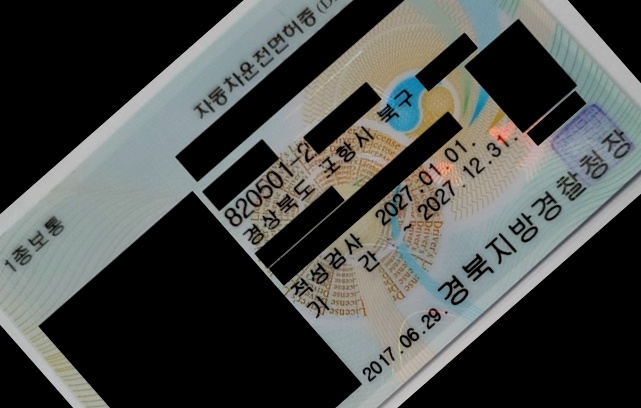 자동차운전면허증
1종보통
820501-2
경상북도 포항시 북구
적성검사 2027.01.01.
기 간 ~ 2027.12.31.
2017.06.29.
경북지방경찰청장